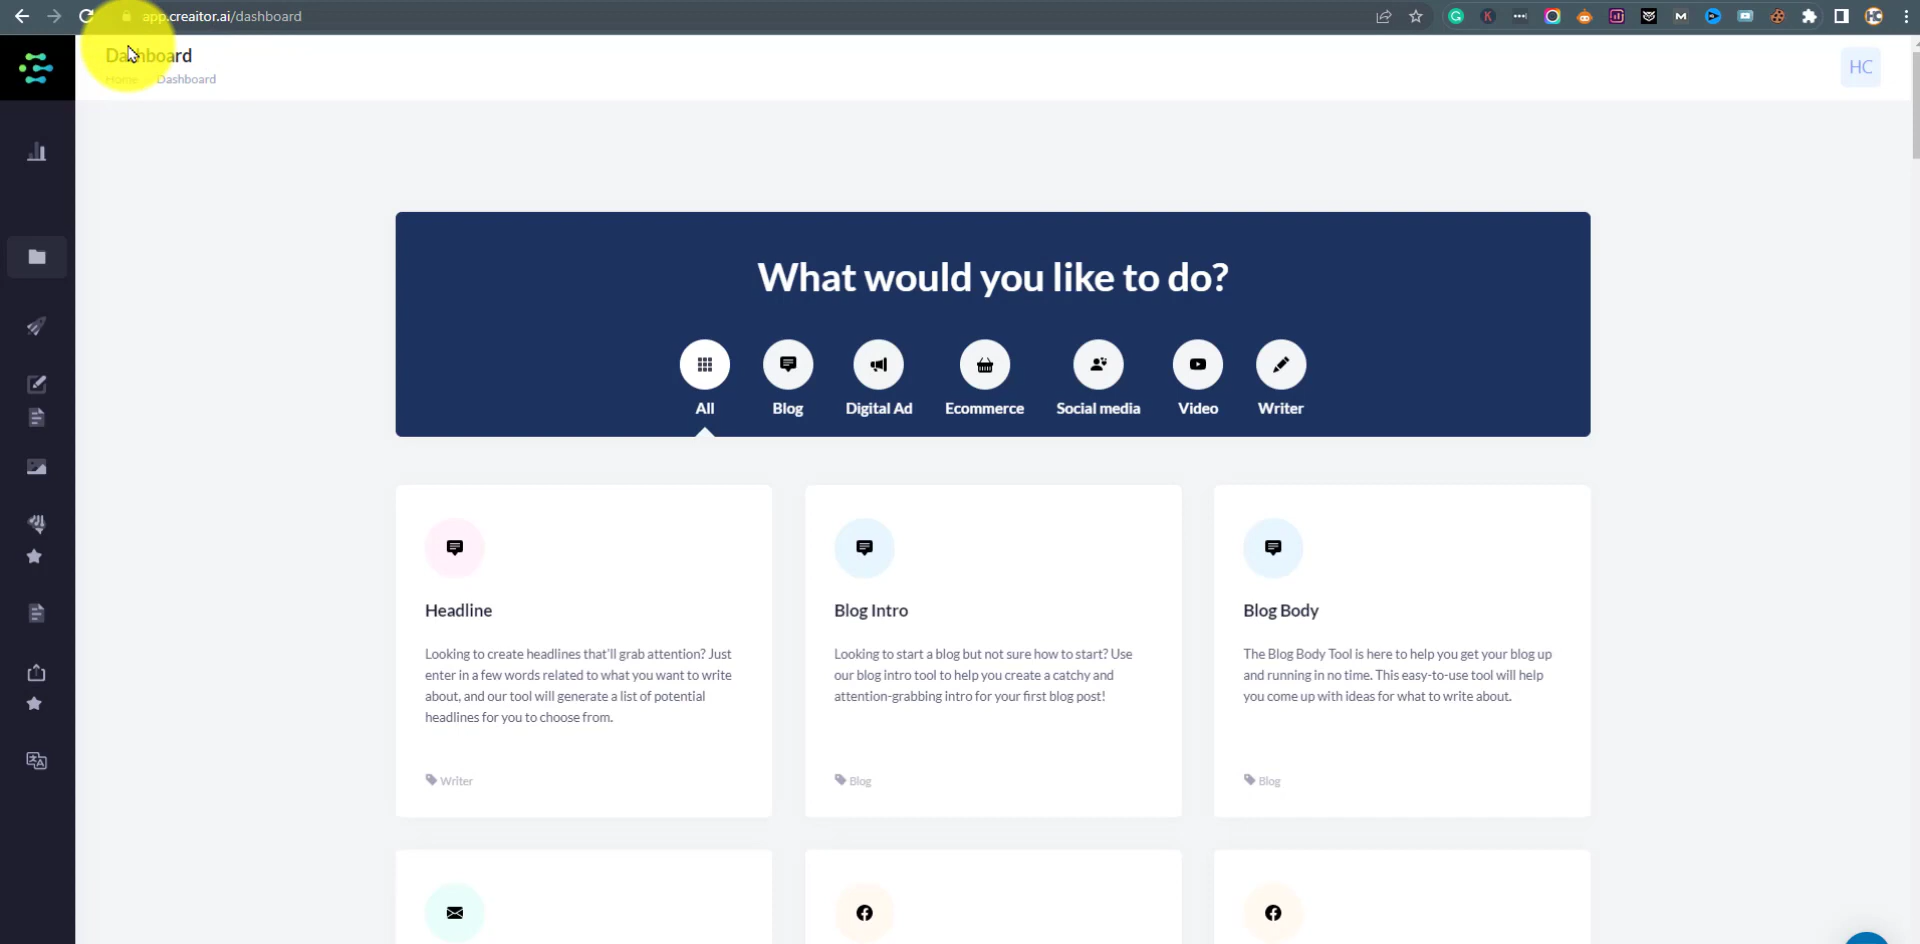 app.creaitor.ai/dashboard
Dashboard
Home Dashboard
HC
What would you like to do?
All Blog Digital Ad Ecommerce Social media Video Writer
Headline
Looking to create headlines that'll grab attention? Just
enter in a few words related to what you want to write
about, and our tool will generate a list of potential
headlines for you to choose from.
Writer
Blog Intro
Looking to start a blog but not sure how to start? Use
our blog intro tool to help you create a catchy and
attention-grabbing intro for your first blog post!
Blog
Blog Body
The Blog Body Tool is here to help you get your blog up
and running in no time. This easy-to-use tool will help
you come up with ideas for what to write about.
Blog